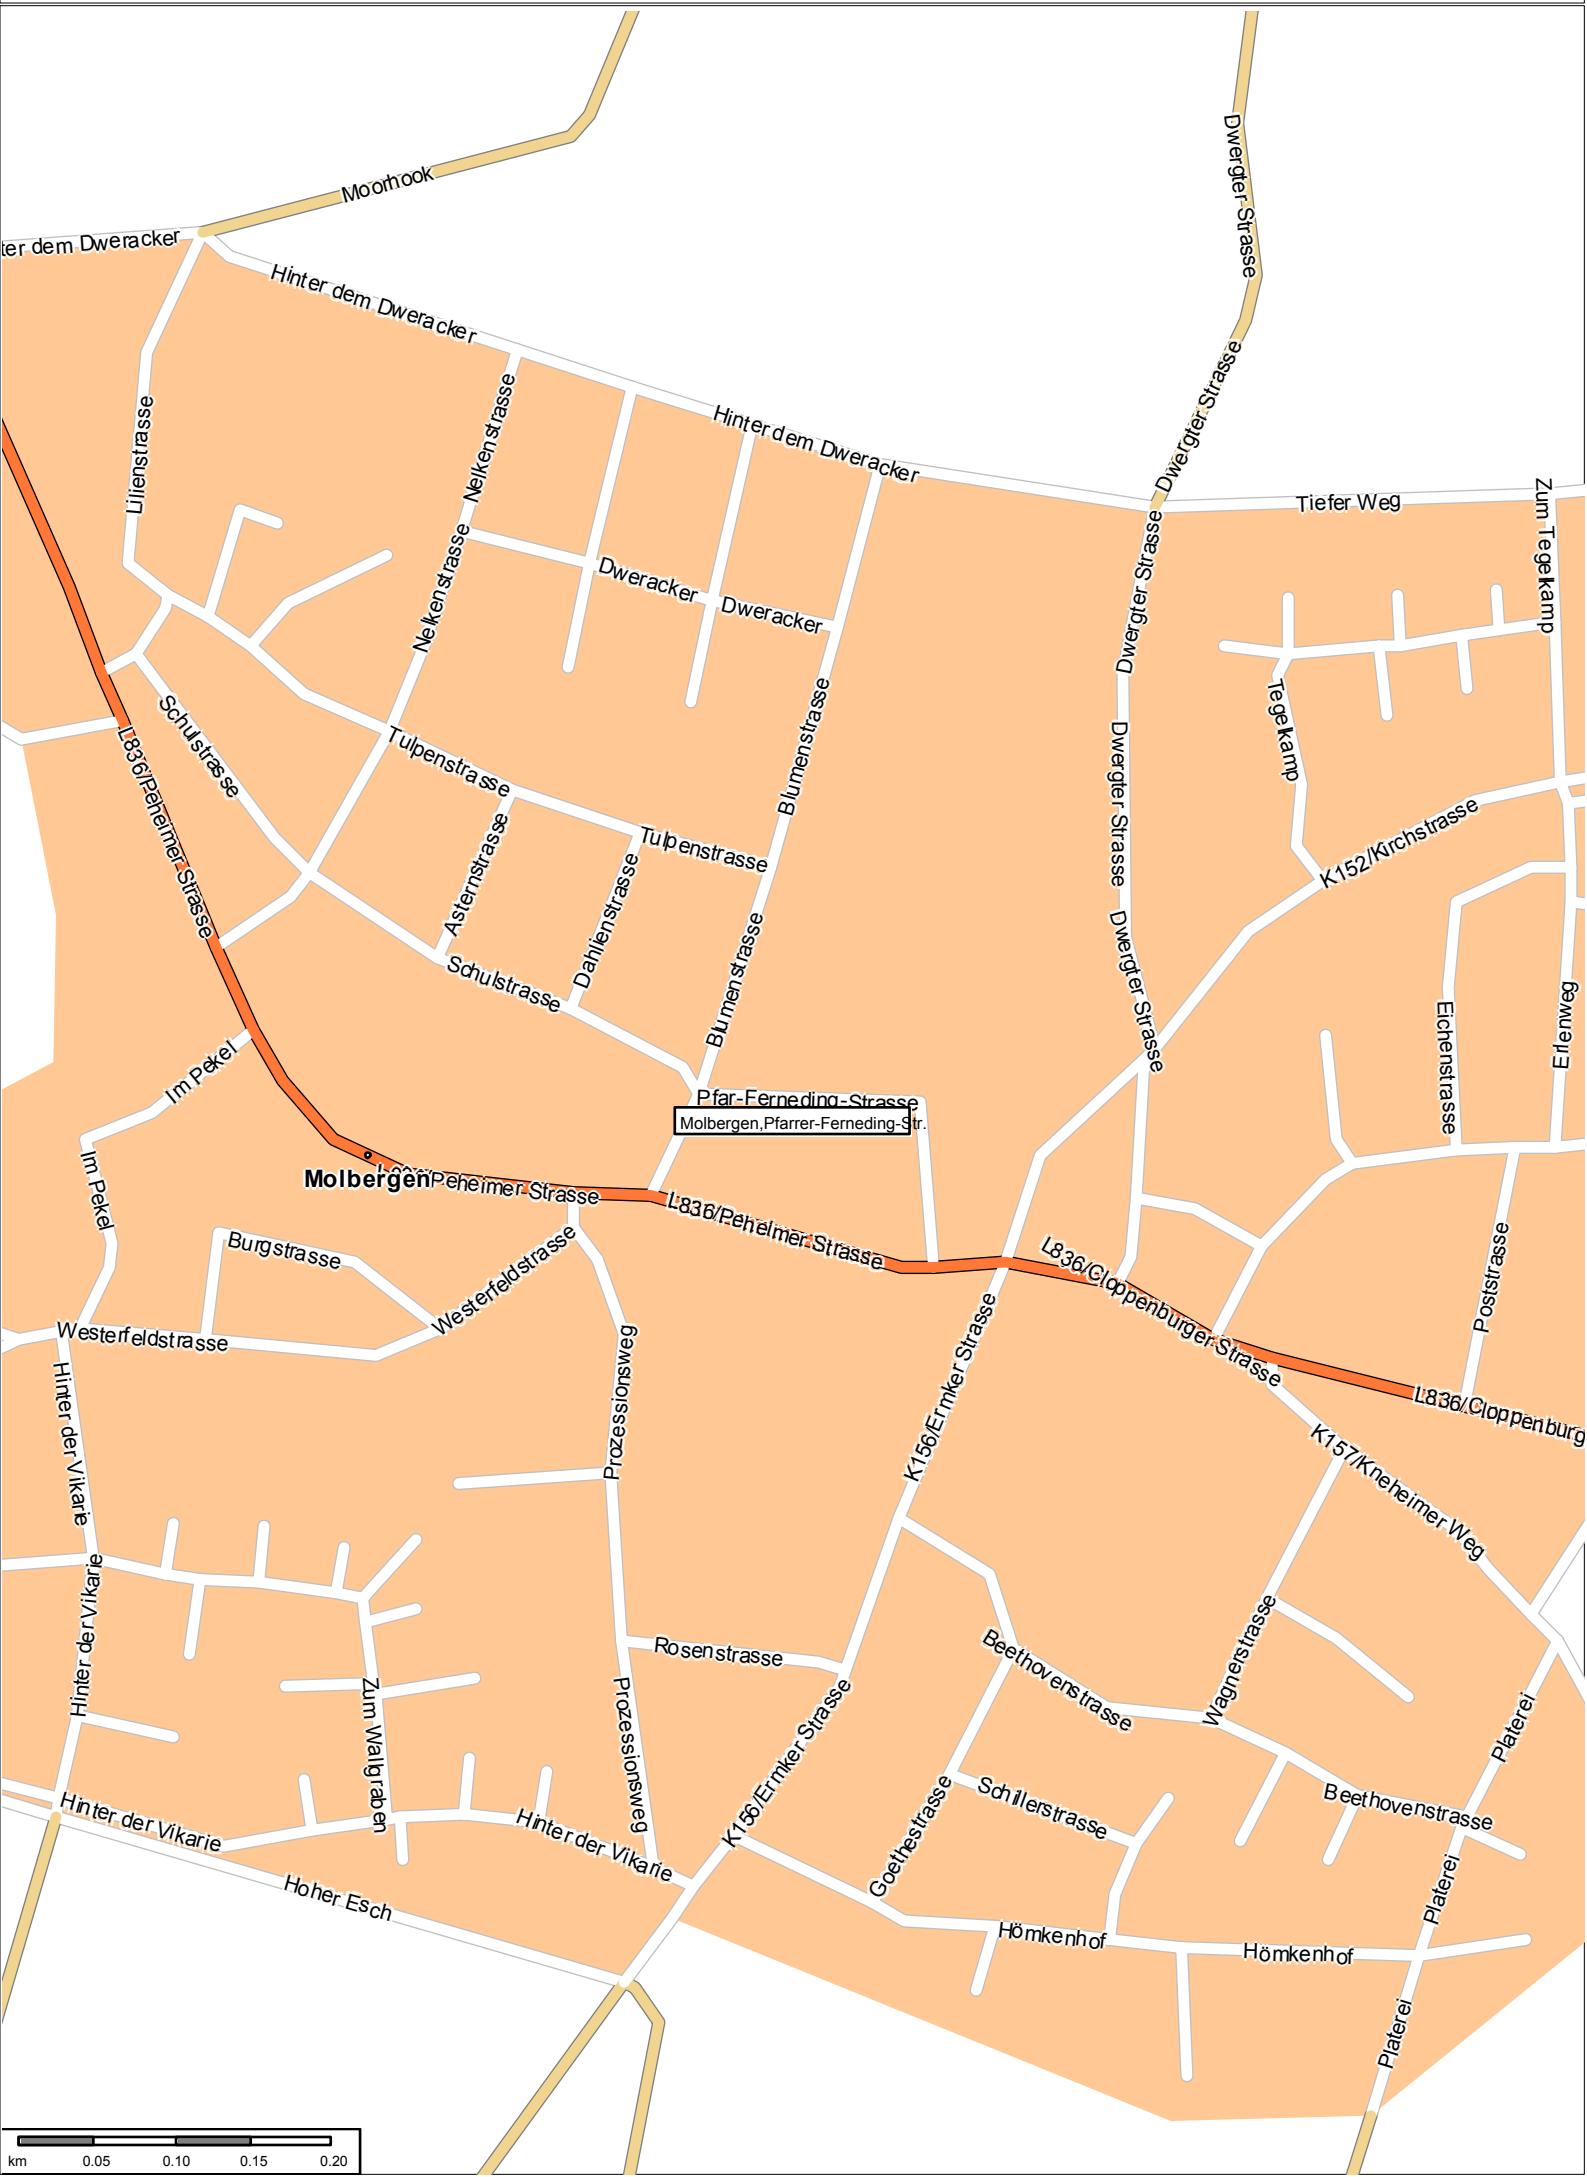 Moorhook
Dwergter Strasse
ter dem Dweracker
Hinter dem Dweracker
Dwergter Strasse
Nelkenstrasse
Lilienstrasse
Hinter dem Dweracker
Tiefer Weg
Zum Tegelkamp
Nelkenstrasse
Dwergter Strasse
Dweracker
Dweracker
Schulstrasse
Blumenstrasse
Tegelkamp
L836/Peheimer Strasse
Tulpenstrasse
Dwergter Strasse
Asternstrasse
Tulpenstrasse
K152/Kirchstrasse
Dahlienstrasse
Blumenstrasse
Dwergter Strasse
Schulstrasse
Eichenstrasse
Erlenweg
Im Pekel
Pfar-Ferneding-Strasse
Molbergen,Pfarrer-Ferneding-Str.
Im Pekel
Molbergen
L836/Peheimer Strasse
L836/Peheimer Strasse
Burgstrasse
Westerfeldstrasse
L836/Cloppenburger Strasse
Poststrasse
Westerfeldstrasse
Prozessionsweg
K156/Ermker Strasse
Hinter der Vikarie
L836/Cloppenburg
K157/Kneheimer Weg
Hinter der Vikarie
Rosenstrasse
Beethovenstrasse
Wagnerstrasse
Zum Wallgraben
Prozessionsweg
K156/Ermker Strasse
Platerei
Schillerstrasse
Goethestrasse
Beethovenstrasse
Hinter der Vikarie
Hinter der Vikarie
Platerei
Hoher Esch
Hömkenhof
Hömkenhof
Platerei
km 0.05 0.10 0.15 0.20